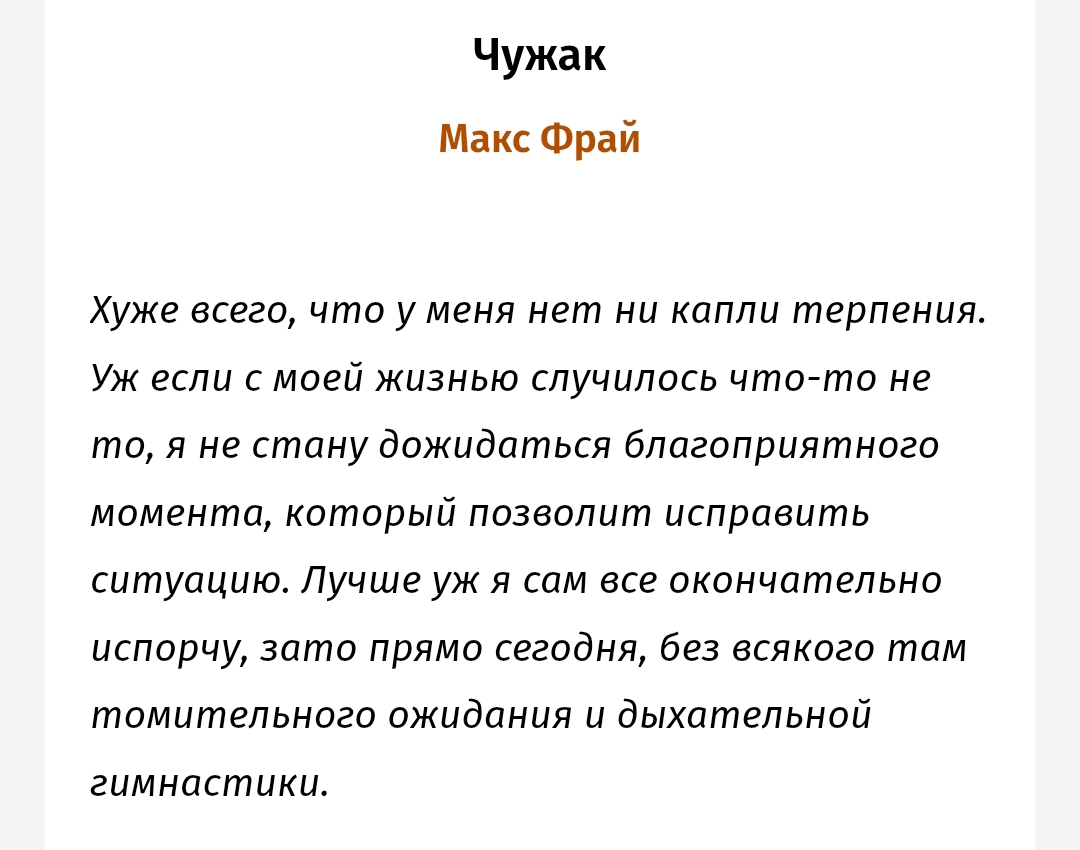 Чужак
Макс Фрай
Хуже всего, что у меня нет ни капли терпения.
Уж если с моей жизнью случилось что-то не
то, я не стану дожидаться благоприятного
момента, который позволит исправить
ситуацию. Лучше уж я сам все окончательно
испорчу, зато прямо сегодня, без всякого там
томительного ожидания и дыхательной
гимнастики.